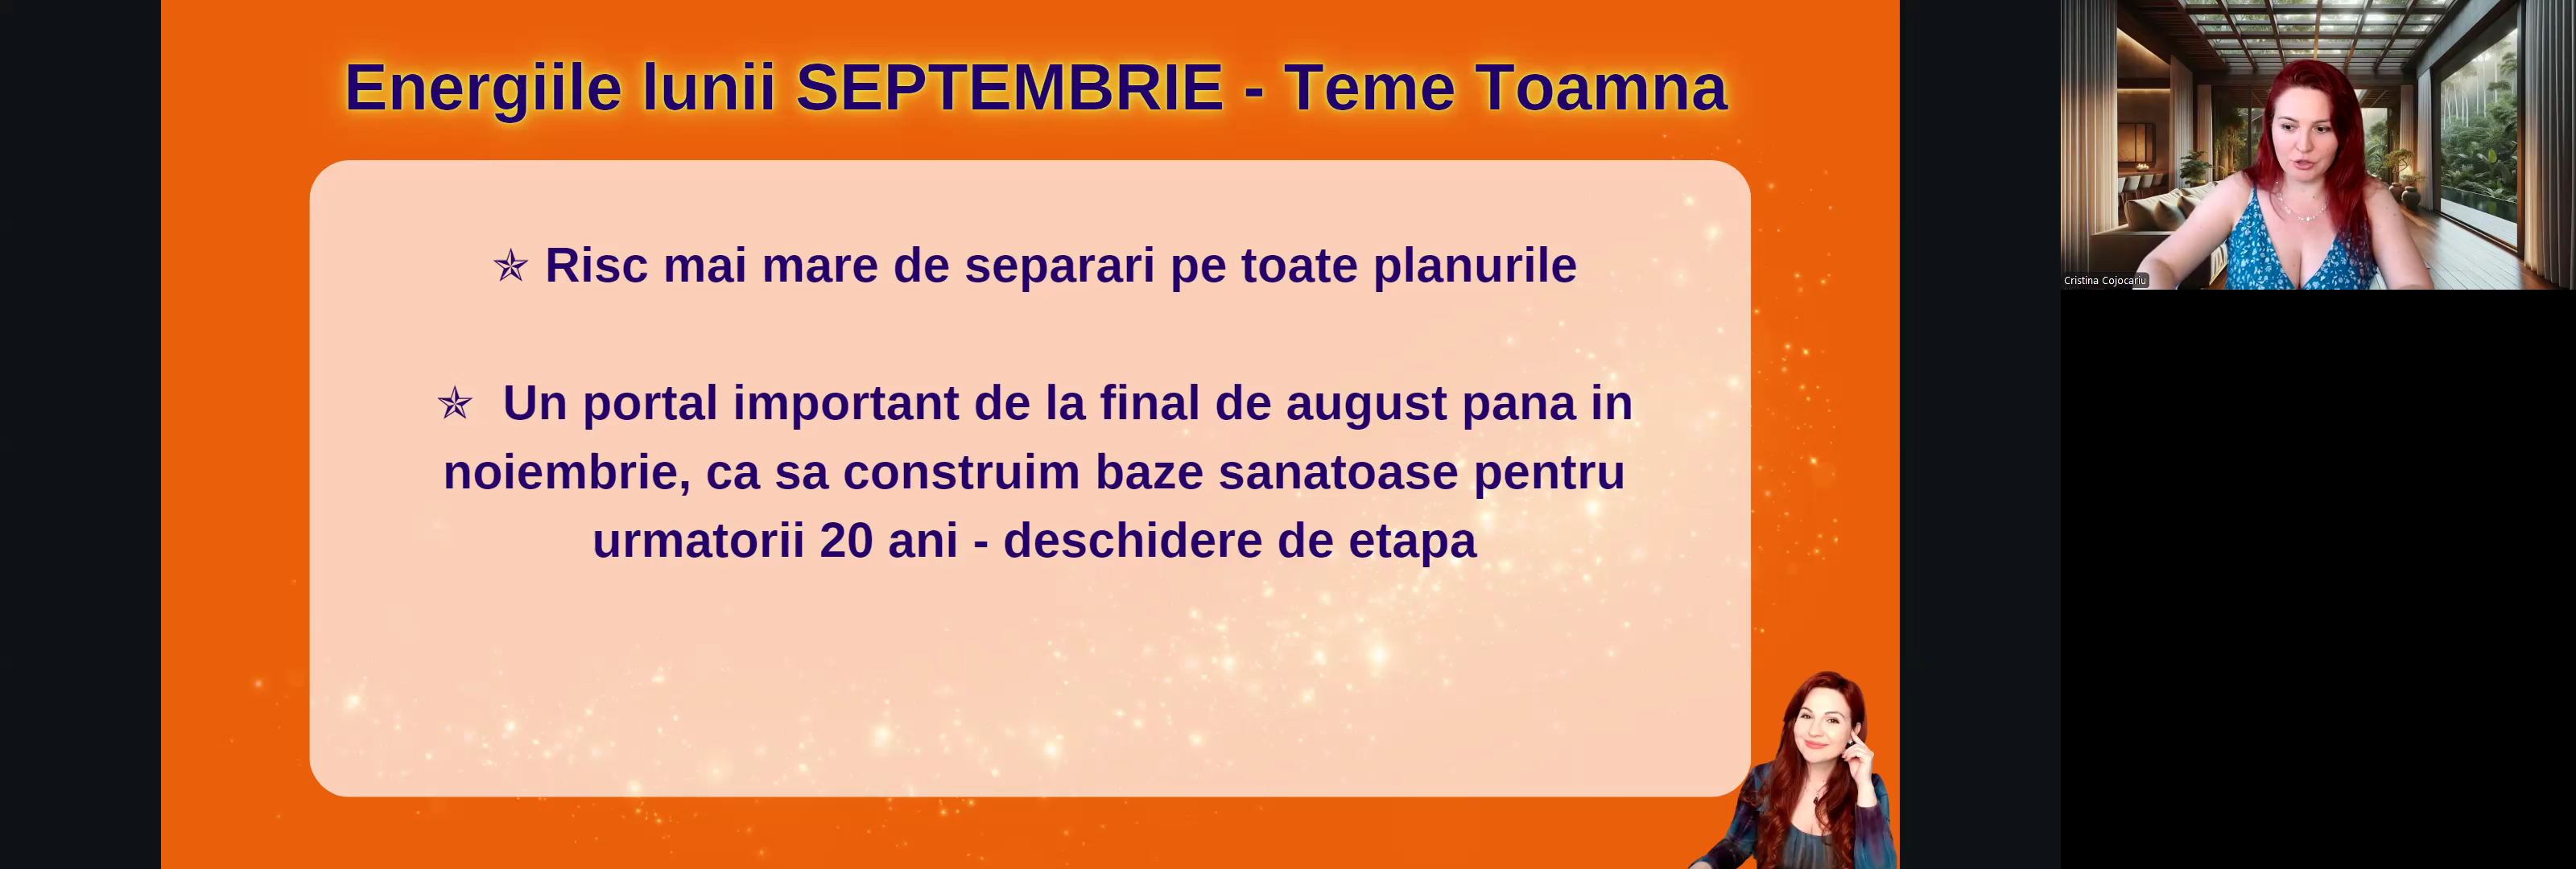 Energiile lunii SEPTEMBRIE - Teme Toamna
✯ Risc mai mare de separari pe toate planurile
✯ Un portal important de la final de august pana in
noiembrie, ca sa construim baze sanatoase pentru
urmatorii 20 ani - deschidere de etapa
Cristina Cojocariu